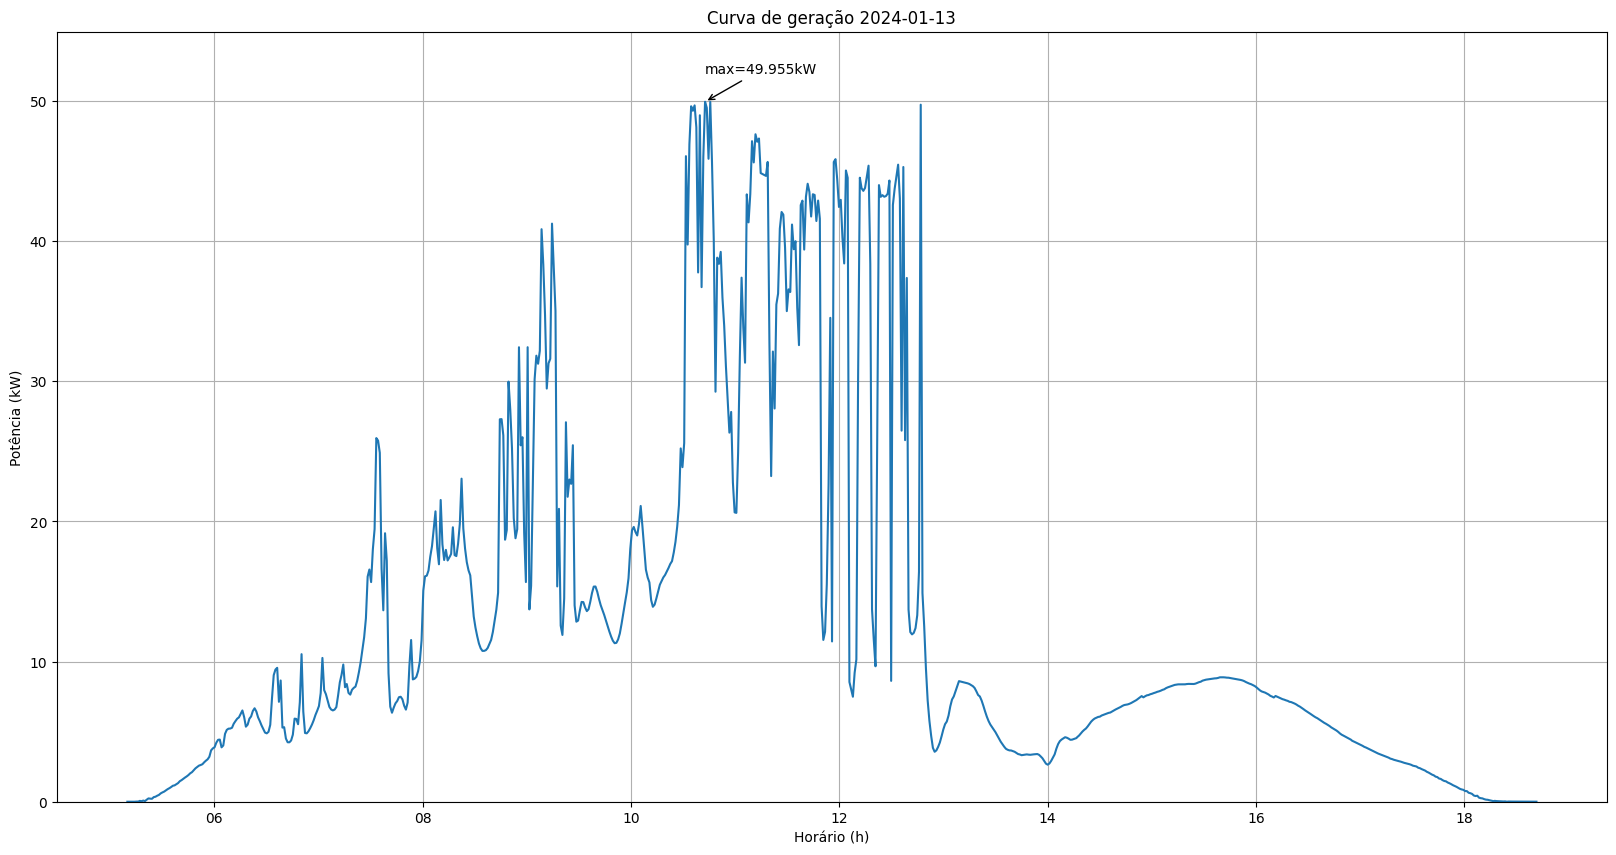 Curva de geração 2024-01-13
max=49.955kW
Potência (kW)
50
40
30
20
10
0
06 08 10 12 14 16 18
Horário (h)